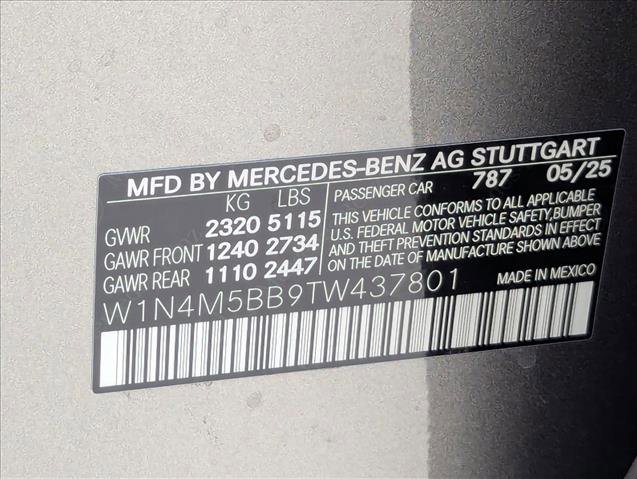 MFD BY MERCEDES-BENZ AG STUTTGART
KG LBS
GVWR 2320 5115
GAWR FRONT 1240 2734
GAWR REAR 1110 2447
PASSENGER CAR 787 05/25
THIS VEHICLE CONFORMS TO ALL APPLICABLE
U.S. FEDERAL MOTOR VEHICLE SAFETY,BUMPER
AND THEFT PREVENTION STANDARDS IN EFFECT
ON THE DATE OF MANUFACTURE SHOWN ABOVE
W1N4M5BB9TW437801
MADE IN MEXICO